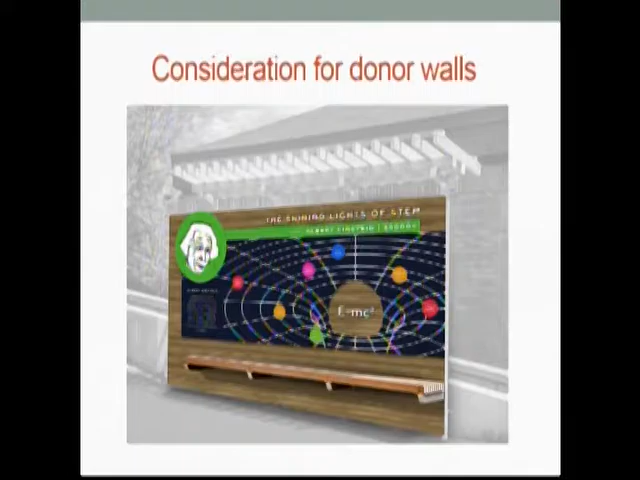 Consideration for donor walls
THE SHINING LIGHTS OF STEM
ALBERT EINSTEIN |
E=mc²